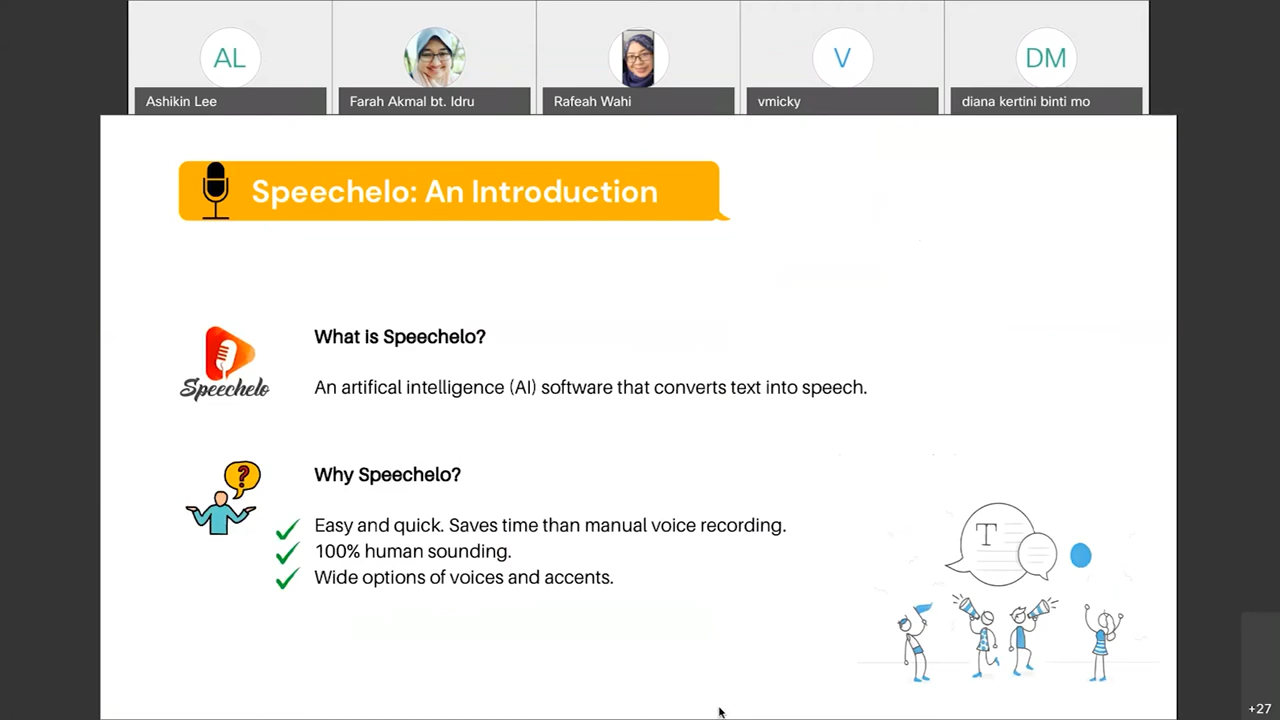 AL
V
DM
Ashikin Lee
Farah Akmal bt. Idru
Rafeah Wahi
vmicky
diana kertini binti mo
Speechelo: An Introduction
What is Speechelo?
Speechelo
An artifical intelligence (AI) software that converts text into speech.
?
Why Speechelo?
Easy and quick. Saves time than manual voice recording.
100% human sounding.
Wide options of voices and accents.
T
+27